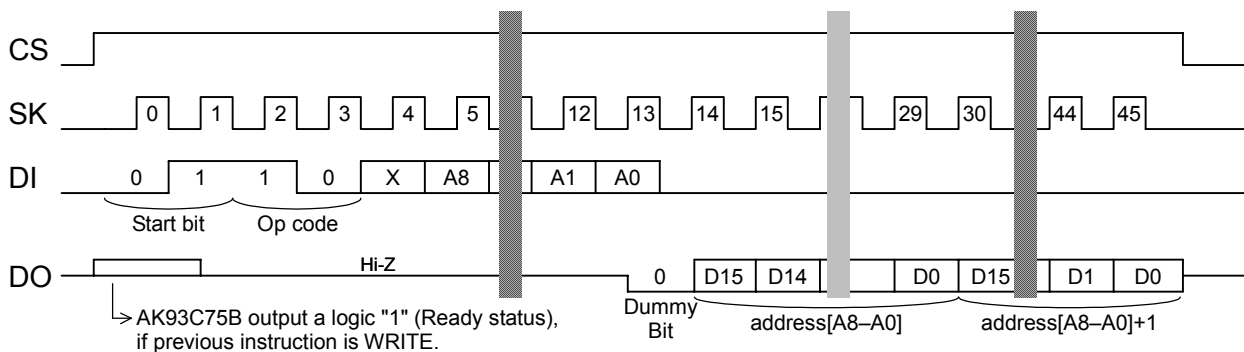 CS
SK 0 1 2 3 4 5 12 13 14 15 29 30 44 45
DI 0 1 1 0 X A8 A1 A0
Start bit Op code
DO Hi-Z 0 D15 D14 D0 D15 D1 D0
Dummy
Bit
address[A8–A0] address[A8–A0]+1
AK93C75B output a logic "1" (Ready status),
if previous instruction is WRITE.